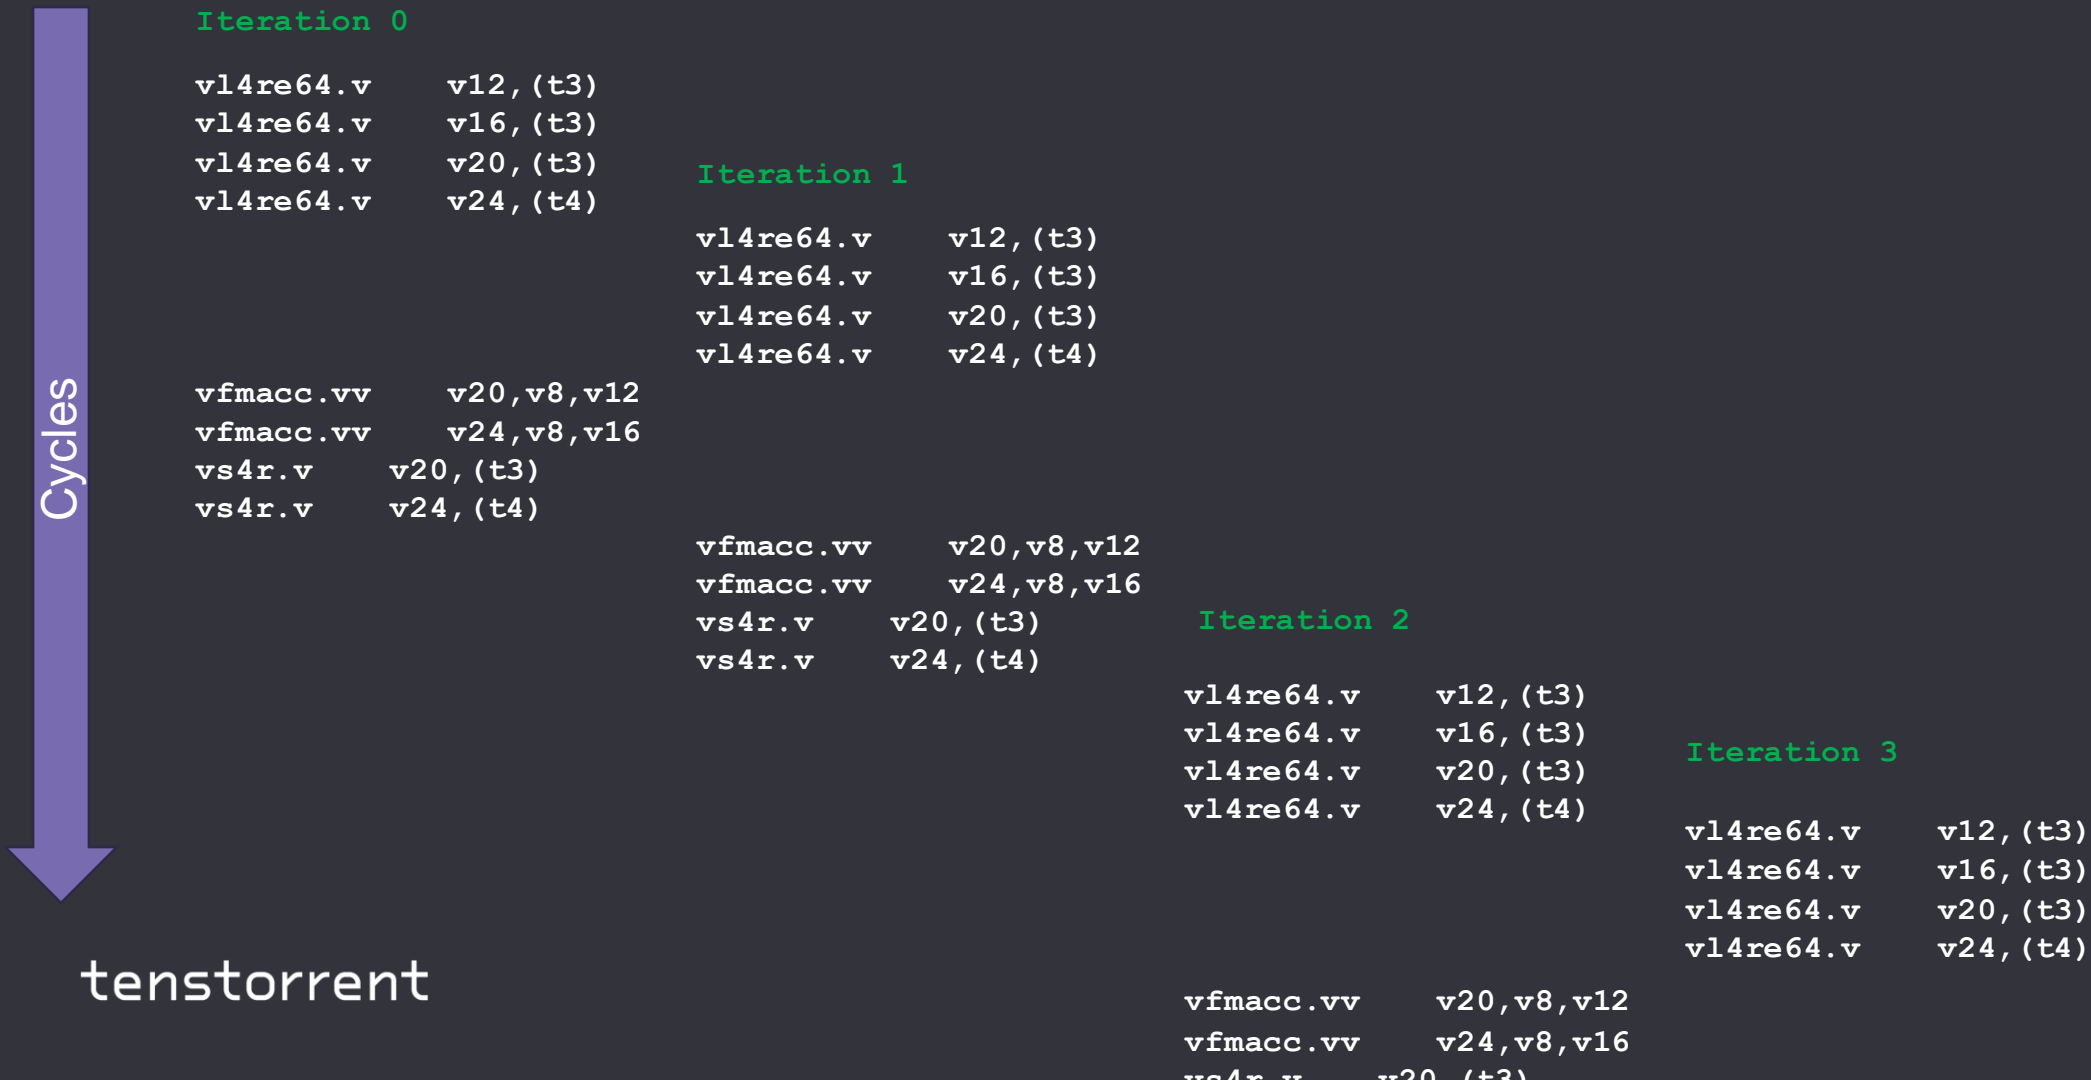 Iteration 0
vl4re64.v v12,(t3)
vl4re64.v v16,(t3)
vl4re64.v v20,(t3)
vl4re64.v v24,(t4)
Iteration 1
vl4re64.v v12,(t3)
vl4re64.v v16,(t3)
vl4re64.v v20,(t3)
vl4re64.v v24,(t4)
Cycles
vfmacc.vv v20,v8,v12
vfmacc.vv v24,v8,v16
vs4r.v v20,(t3)
vs4r.v v24,(t4)
vfmacc.vv v20,v8,v12
vfmacc.vv v24,v8,v16
vs4r.v v20,(t3)
vs4r.v v24,(t4)
Iteration 2
vl4re64.v v12,(t3)
vl4re64.v v16,(t3)
vl4re64.v v20,(t3)
vl4re64.v v24,(t4)
Iteration 3
vl4re64.v v12,(t3)
vl4re64.v v16,(t3)
vl4re64.v v20,(t3)
vl4re64.v v24,(t4)
tenstorrent
vfmacc.vv v20,v8,v12
vfmacc.vv v24,v8,v16
vs4r.v v20,(t3)